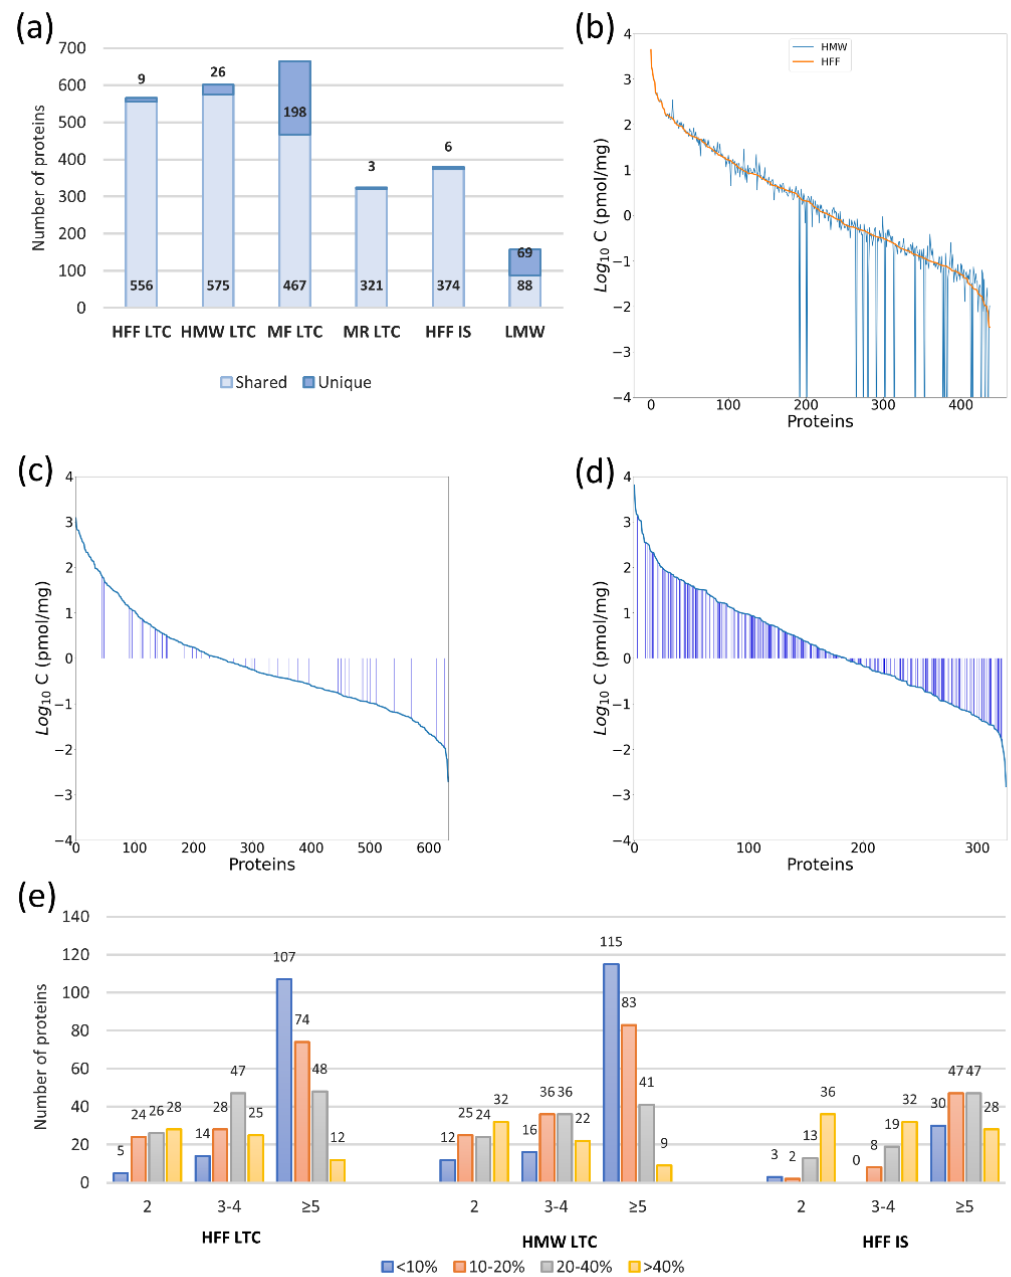 (a)
Number of proteins
700
600
500
400
300
200
100
0
9
26
198
3
6
69
556
575
467
321
374
88
HFF LTC HMW LTC MF LTC MR LTC HFF IS LMW
Shared Unique
(b)
Log10 C (pmol/mg)
4
3
2
1
0
−1
−2
−3
−4
HMW
HFF
0 100 200 300 400
Proteins
(c)
Log10 C (pmol/mg)
4
3
2
1
0
−1
−2
−3
−4
0 100 200 300 400 500 600
Proteins
(d)
Log10 C (pmol/mg)
4
3
2
1
0
−1
−2
−3
−4
0 100 200 300
Proteins
(e)
Number of proteins
140
120
100
80
60
40
20
0
5 24 26 28 14 28 47 25 107 74 48 12
12 25 24 32 16 36 36 22 115 83 41 9
3 2 13 36 0 8 19 32 30 47 47 28
2 3-4 ≥5 2 3-4 ≥5 2 3-4 ≥5
HFF LTC HMW LTC HFF IS
<10% 10-20% 20-40% >40%